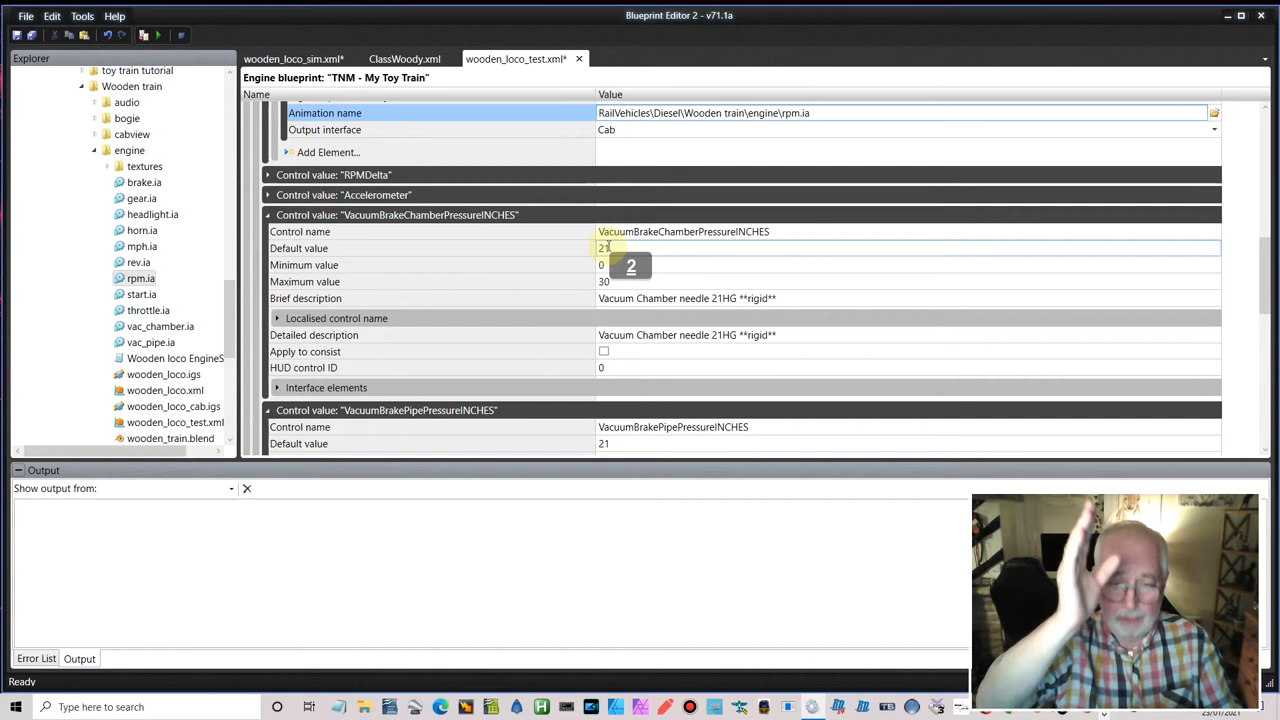 File Edit Tools Help
Blueprint Editor 2 - v71.1a
Explorer
wooden_loco_sim.xml*
ClassWoody.xml
wooden_loco_test.xml*
toy train tutorial
Wooden train
audio
bogie
cabview
engine
textures
brake.ia
gear.ia
headlight.ia
horn.ia
mph.ia
rev.ia
rpm.ia
start.ia
throttle.ia
vac_chamber.ia
vac_pipe.ia
Wooden loco EngineS
wooden_loco.igs
wooden_loco.xml
wooden_loco_cab.igs
wooden_loco_test.xml
wooden_train.blend
Engine blueprint: "TNM - My Toy Train"
Name Value
Animation name RailVehicles\Diesel\Wooden train\engine\rpm.ia
Output interface Cab
Add Element...
Control value: "RPMDelta"
Control value: "Accelerometer"
Control value: "VacuumBrakeChamberPressureINCHES"
Control name VacuumBrakeChamberPressureINCHES
Default value 21
Minimum value 0
2
Maximum value 30
Brief description Vacuum Chamber needle 21HG **rigid**
Localised control name
Detailed description Vacuum Chamber needle 21HG **rigid**
Apply to consist
HUD control ID 0
Interface elements
Control value: "VacuumBrakePipePressureINCHES"
Control name VacuumBrakePipePressureINCHES
Default value 21
Output
Show output from:
Error List Output
Ready
Type here to search
23/01/2021